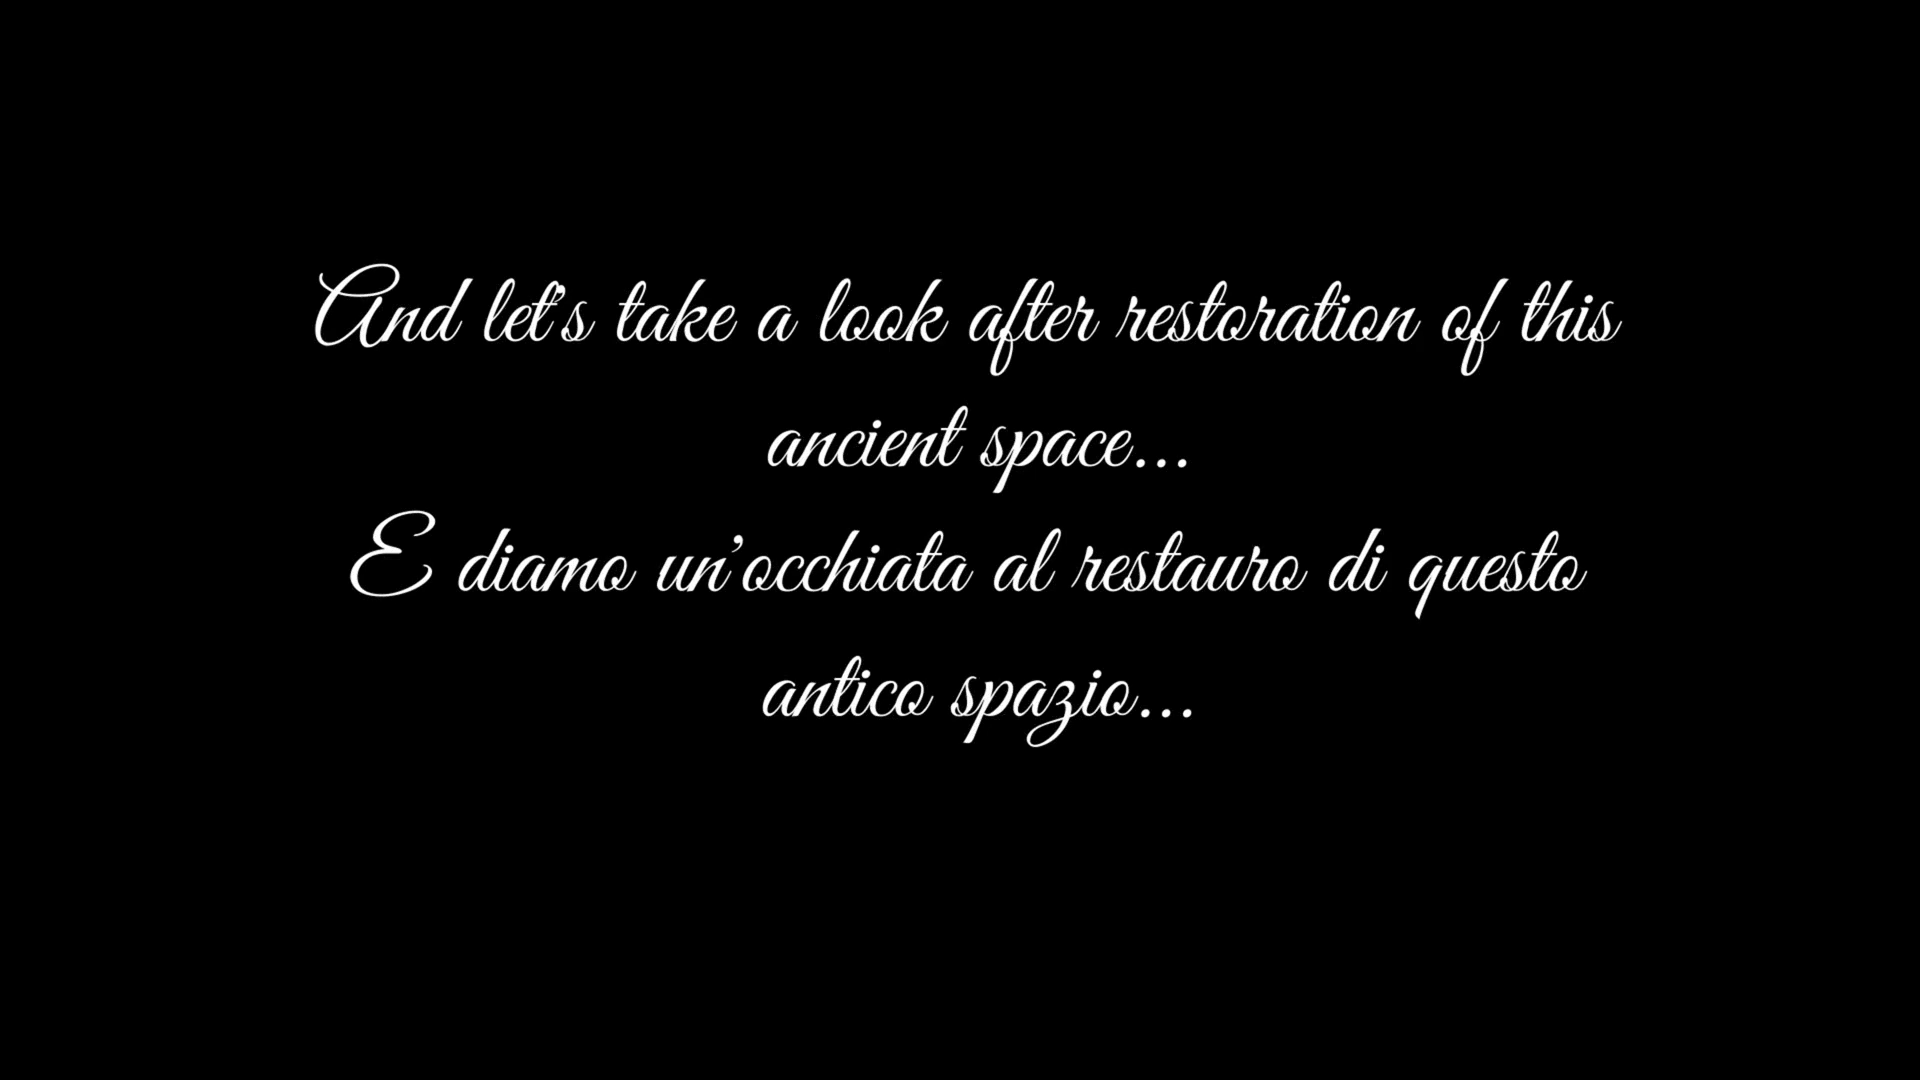 And let's take a look after restoration of this
ancient space...
E diamo un'occhiata al restauro di questo
antico spazio...